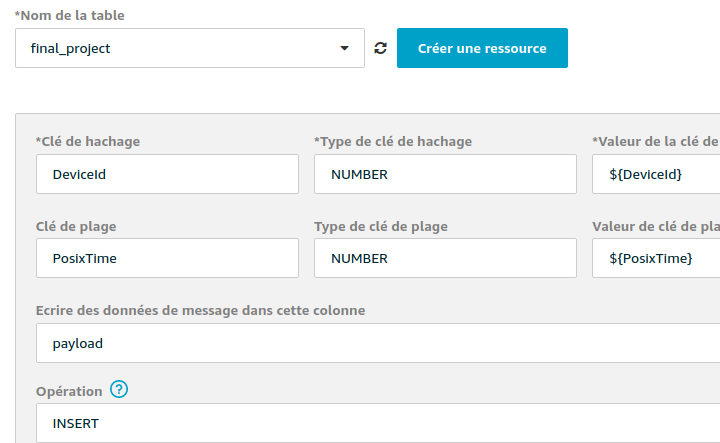 *Nom de la table
final_project
Créer une ressource
*Clé de hachage
*Type de clé de hachage
*Valeur de la clé de
DeviceId
NUMBER
${DeviceId}
Clé de plage
Type de clé de plage
Valeur de clé de pla
PosixTime
NUMBER
${PosixTime}
Ecrire des données de message dans cette colonne
payload
Opération ?
INSERT